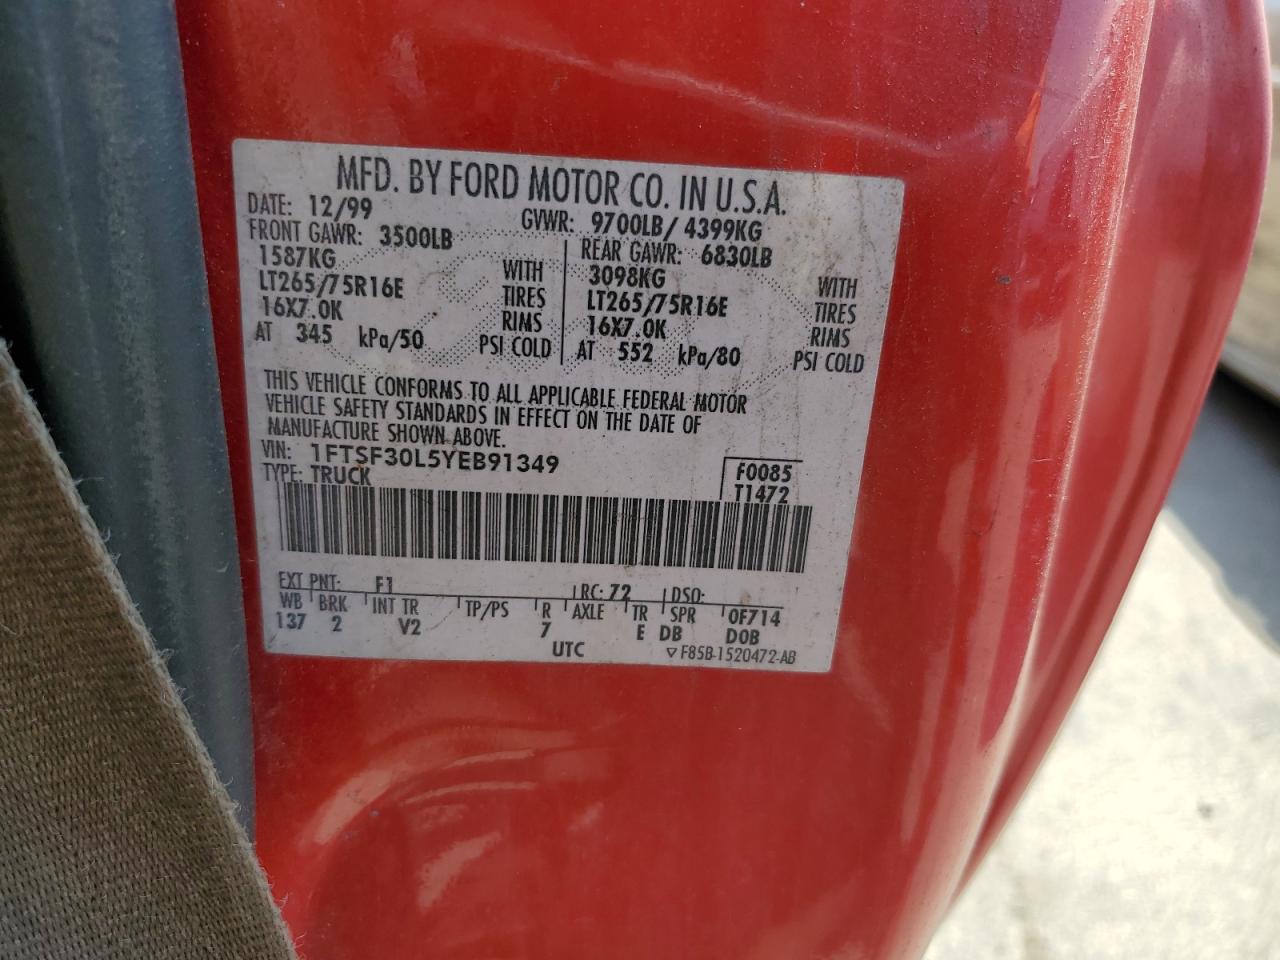 MFD. BY FORD MOTOR CO. IN U.S.A.
DATE: 12/99 GVWR: 9700LB/ 4399KG
FRONT GAWR: 3500LB REAR GAWR: 6830LB
1587KG WITH 3098KG WITH
LT265/75R16E TIRES LT265/75R16E TIRES
16X7.0K RIMS 16X7.0K RIMS
AT 345 kPa/50 PSI COLD AT 552 kPa/80 PSI COLD
THIS VEHICLE CONFORMS TO ALL APPLICABLE FEDERAL MOTOR
VEHICLE SAFETY STANDARDS IN EFFECT ON THE DATE OF
MANUFACTURE SHOWN ABOVE.
VIN: 1FTSF30L5YEB91349 F0085
TYPE: TRUCK T1472
EXT PNT: F1 RC: 72 DSO:
WB BRK INT TR TP/PS R AXLE TR SPR 0F714
137 2 V2 7 E DB D0B
UTC ▽ F85B-1520472-AB